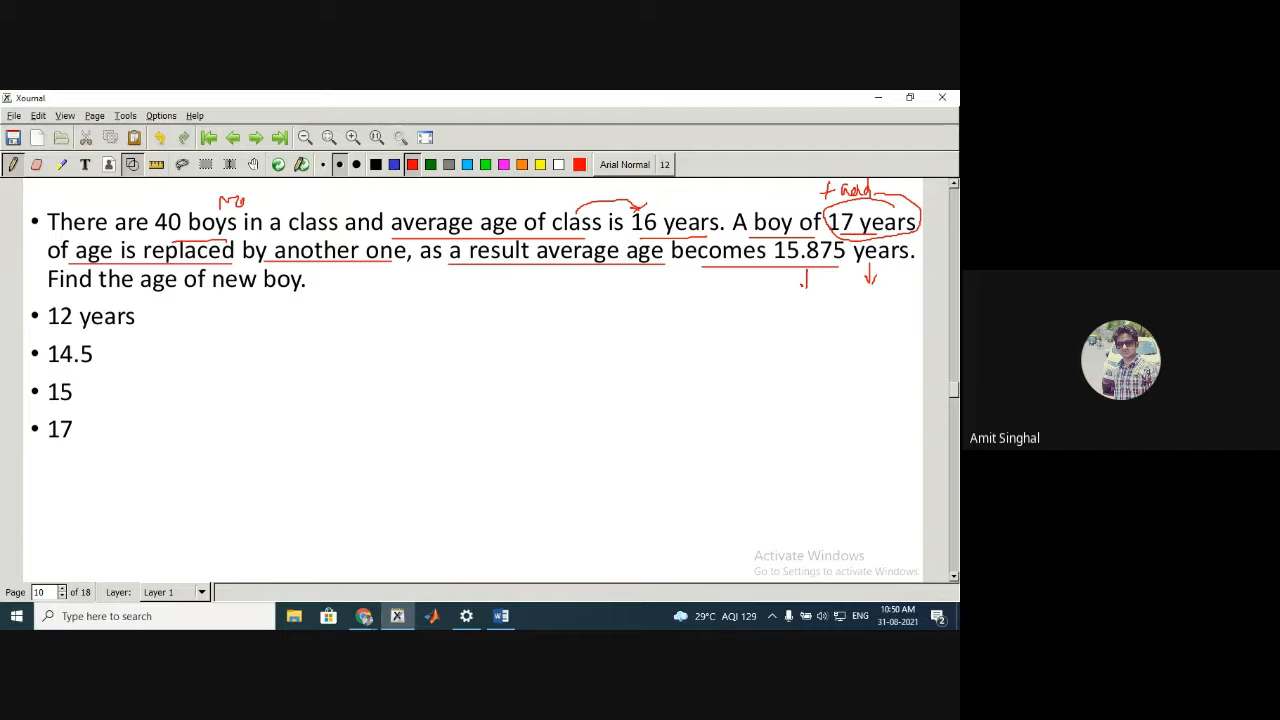 Xournal
File Edit View Page Tools Options Help
T Arial Normal 12
+ add
• There are 40 boys in a class and average age of class is 16 years. A boy of 17 years
of age is replaced by another one, as a result average age becomes 15.875 years.
Find the age of new boy.
• 12 years
• 14.5
• 15
• 17
Amit Singhal
Activate Windows
Go to Settings to activate Windows.
Page 10 of 18 Layer: Layer 1
Type here to search
29°C AQI 129 ENG 10:50 AM
31-08-2021
2